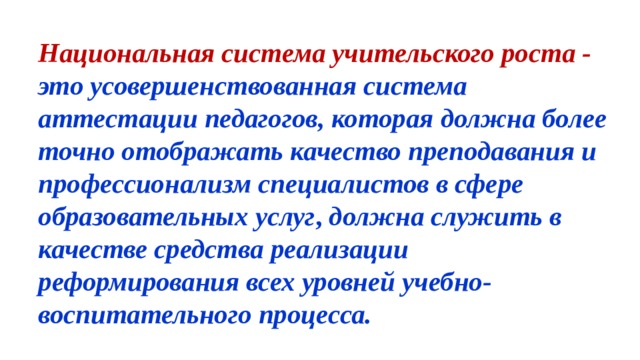 Национальная система учительского роста -
это усовершенствованная система
аттестации педагогов, которая должна более
точно отображать качество преподавания и
профессионализм специалистов в сфере
образовательных услуг, должна служить в
качестве средства реализации
реформирования всех уровней учебно-
воспитательного процесса.